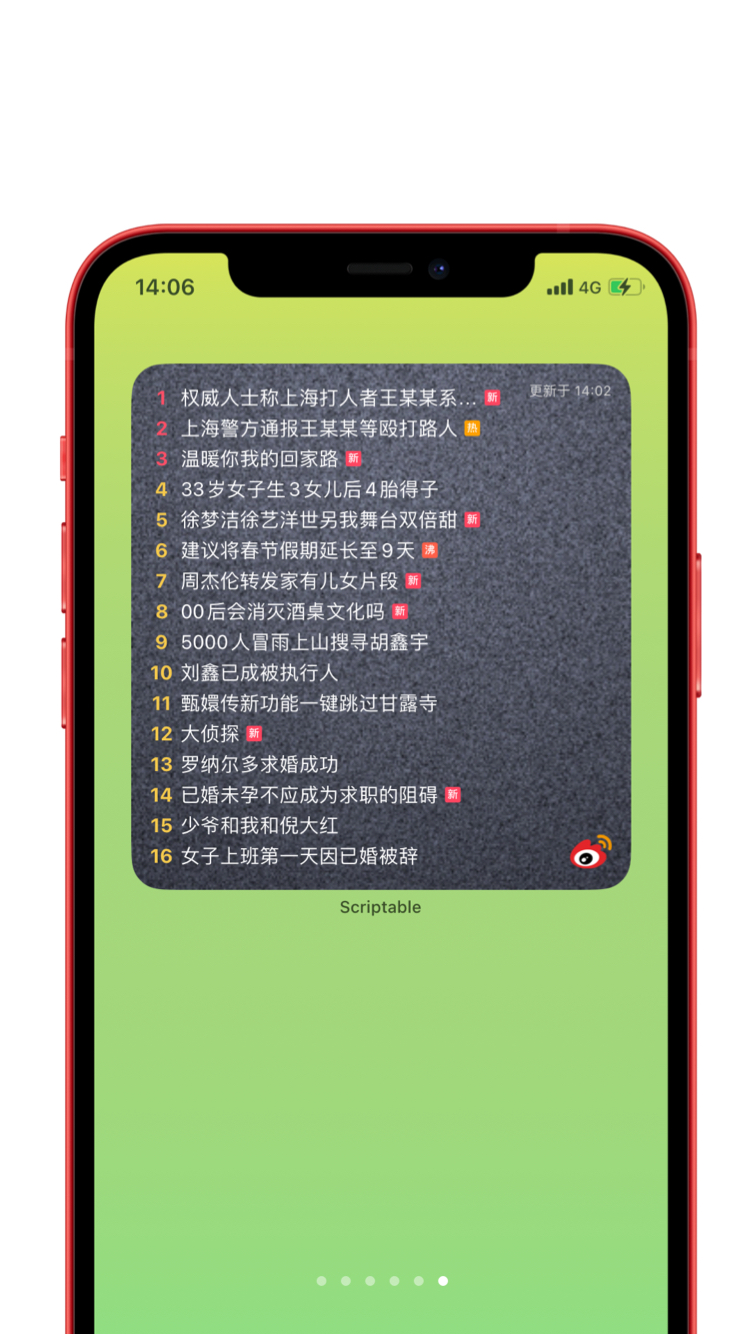 14:06 4G
更新于 14:02
1 权威人士称上海打人者王某某系... 新
2 上海警方通报王某某等殴打路人 热
3 温暖你我的回家路 新
4 33岁女子生3女儿后4胎得子
5 徐梦洁徐艺洋世另我舞台双倍甜 新
6 建议将春节假期延长至9天 沸
7 周杰伦转发家有儿女片段 新
8 00后会消灭酒桌文化吗 新
9 5000人冒雨上山搜寻胡鑫宇
10 刘鑫已成被执行人
11 甄嬛传新功能一键跳过甘露寺
12 大侦探 新
13 罗纳尔多求婚成功
14 已婚未孕不应成为求职的阻碍 新
15 少爷和我和倪大红
16 女子上班第一天因已婚被辞
Scriptable